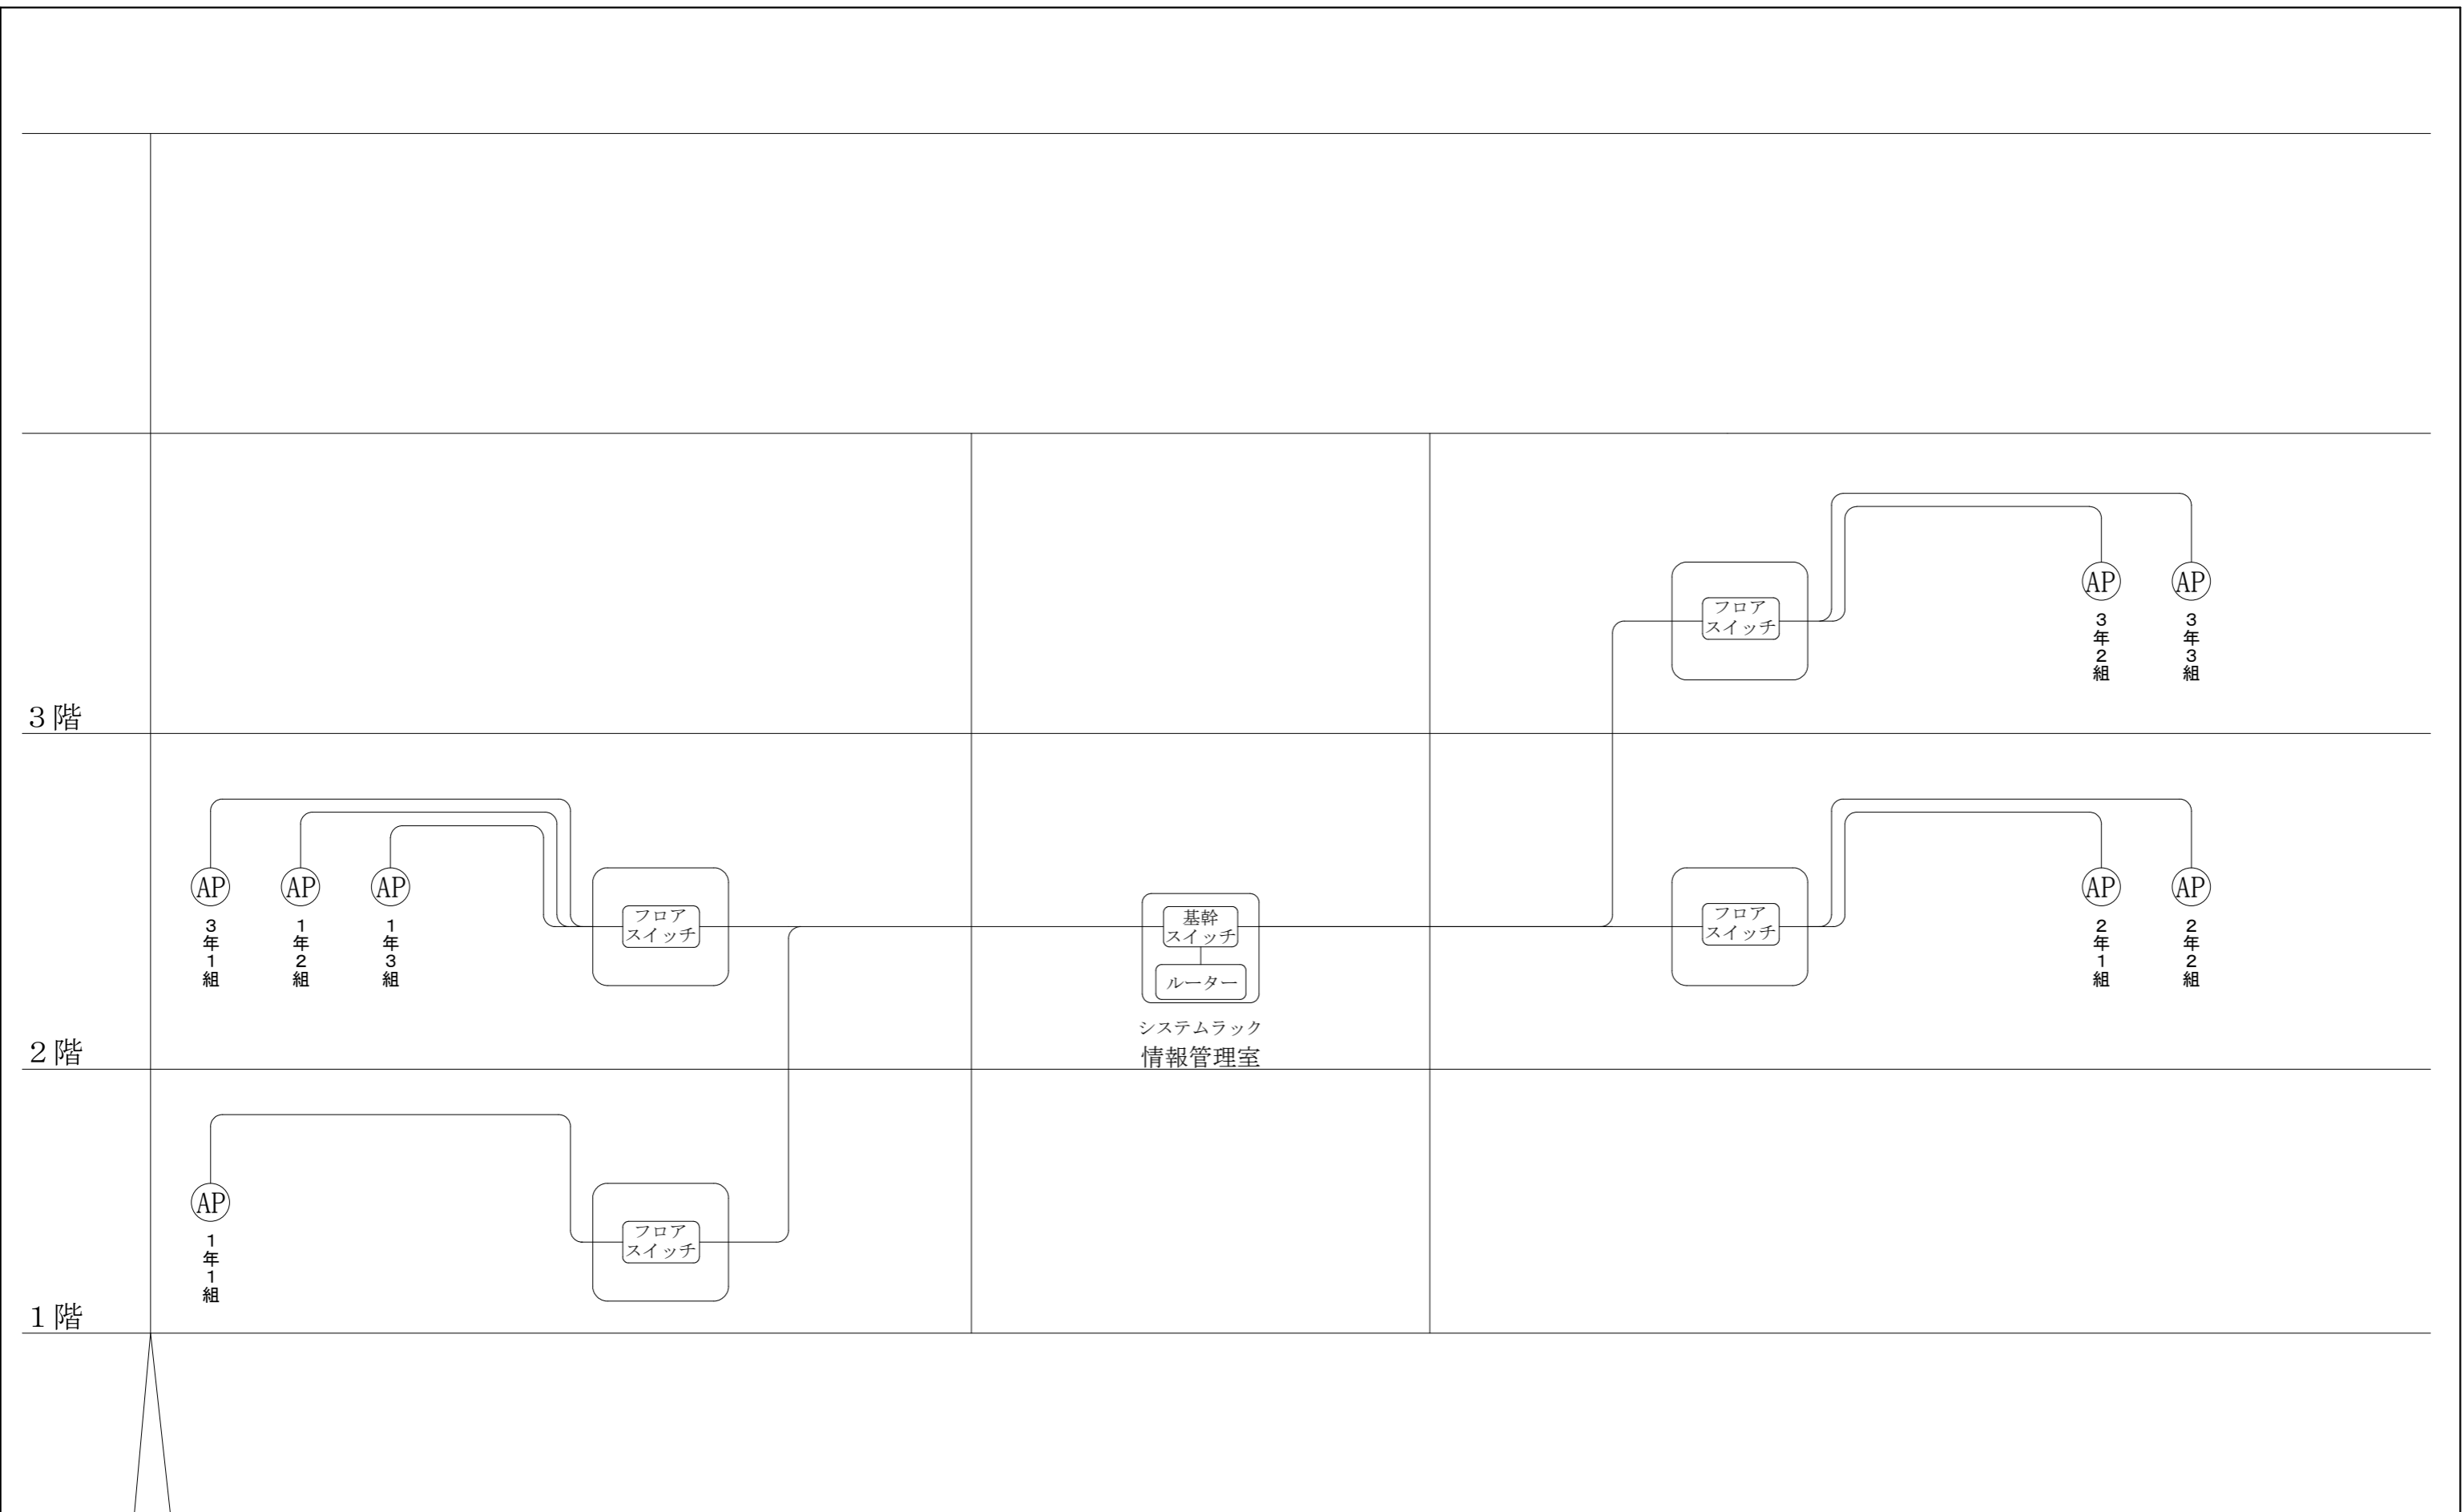 AP
AP
フロア
スイッチ
3年2組
3年3組
3階
AP
AP
AP
フロア
スイッチ
3年1組
1年2組
1年3組
基幹
スイッチ
ルーター
システムラック
情報管理室
フロア
スイッチ
AP
AP
2年1組
2年2組
2階
AP
1年1組
フロア
スイッチ
1階